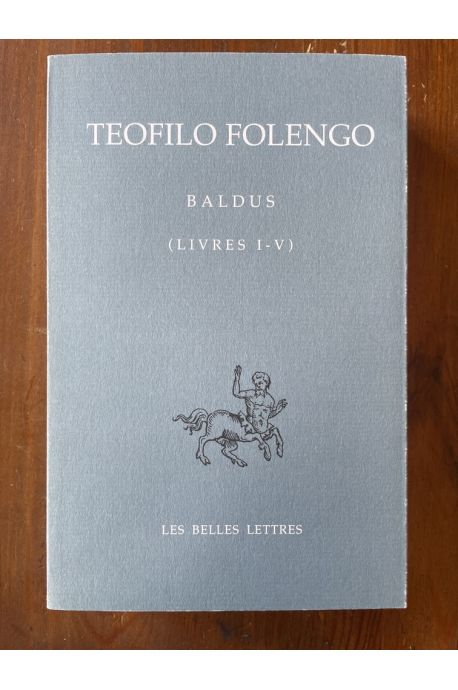 TEOFILO FOLENGO
BALDUS
(LIVRES I-V)
LES BELLES LETTRES